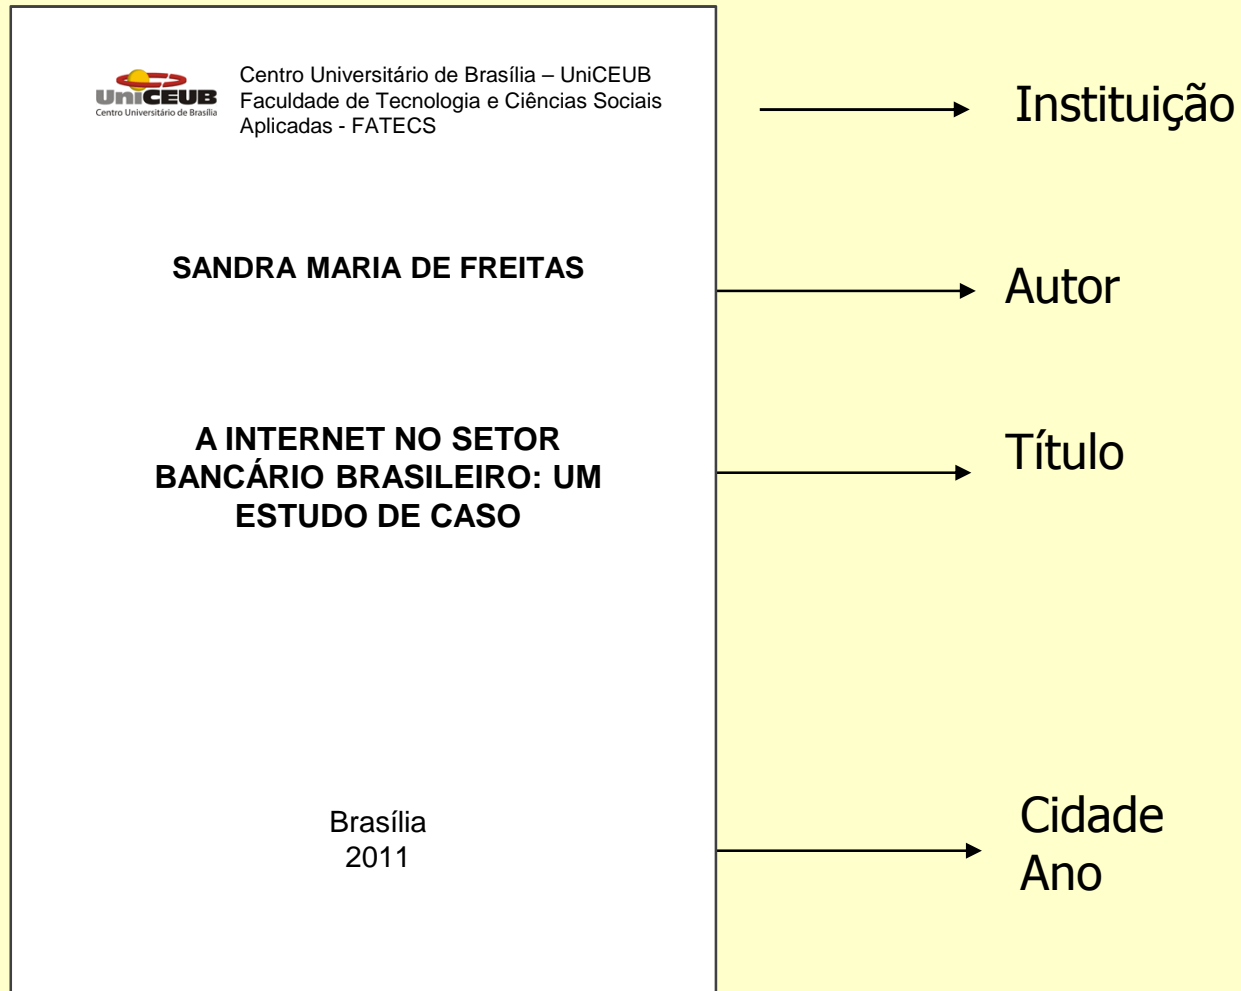 UniCEUB
Centro Universitário de Brasília
Centro Universitário de Brasília – UniCEUB
Faculdade de Tecnologia e Ciências Sociais
Aplicadas - FATECS
Instituição
SANDRA MARIA DE FREITAS
Autor
A INTERNET NO SETOR
BANCÁRIO BRASILEIRO: UM
ESTUDO DE CASO
Título
Brasília
2011
Cidade
Ano